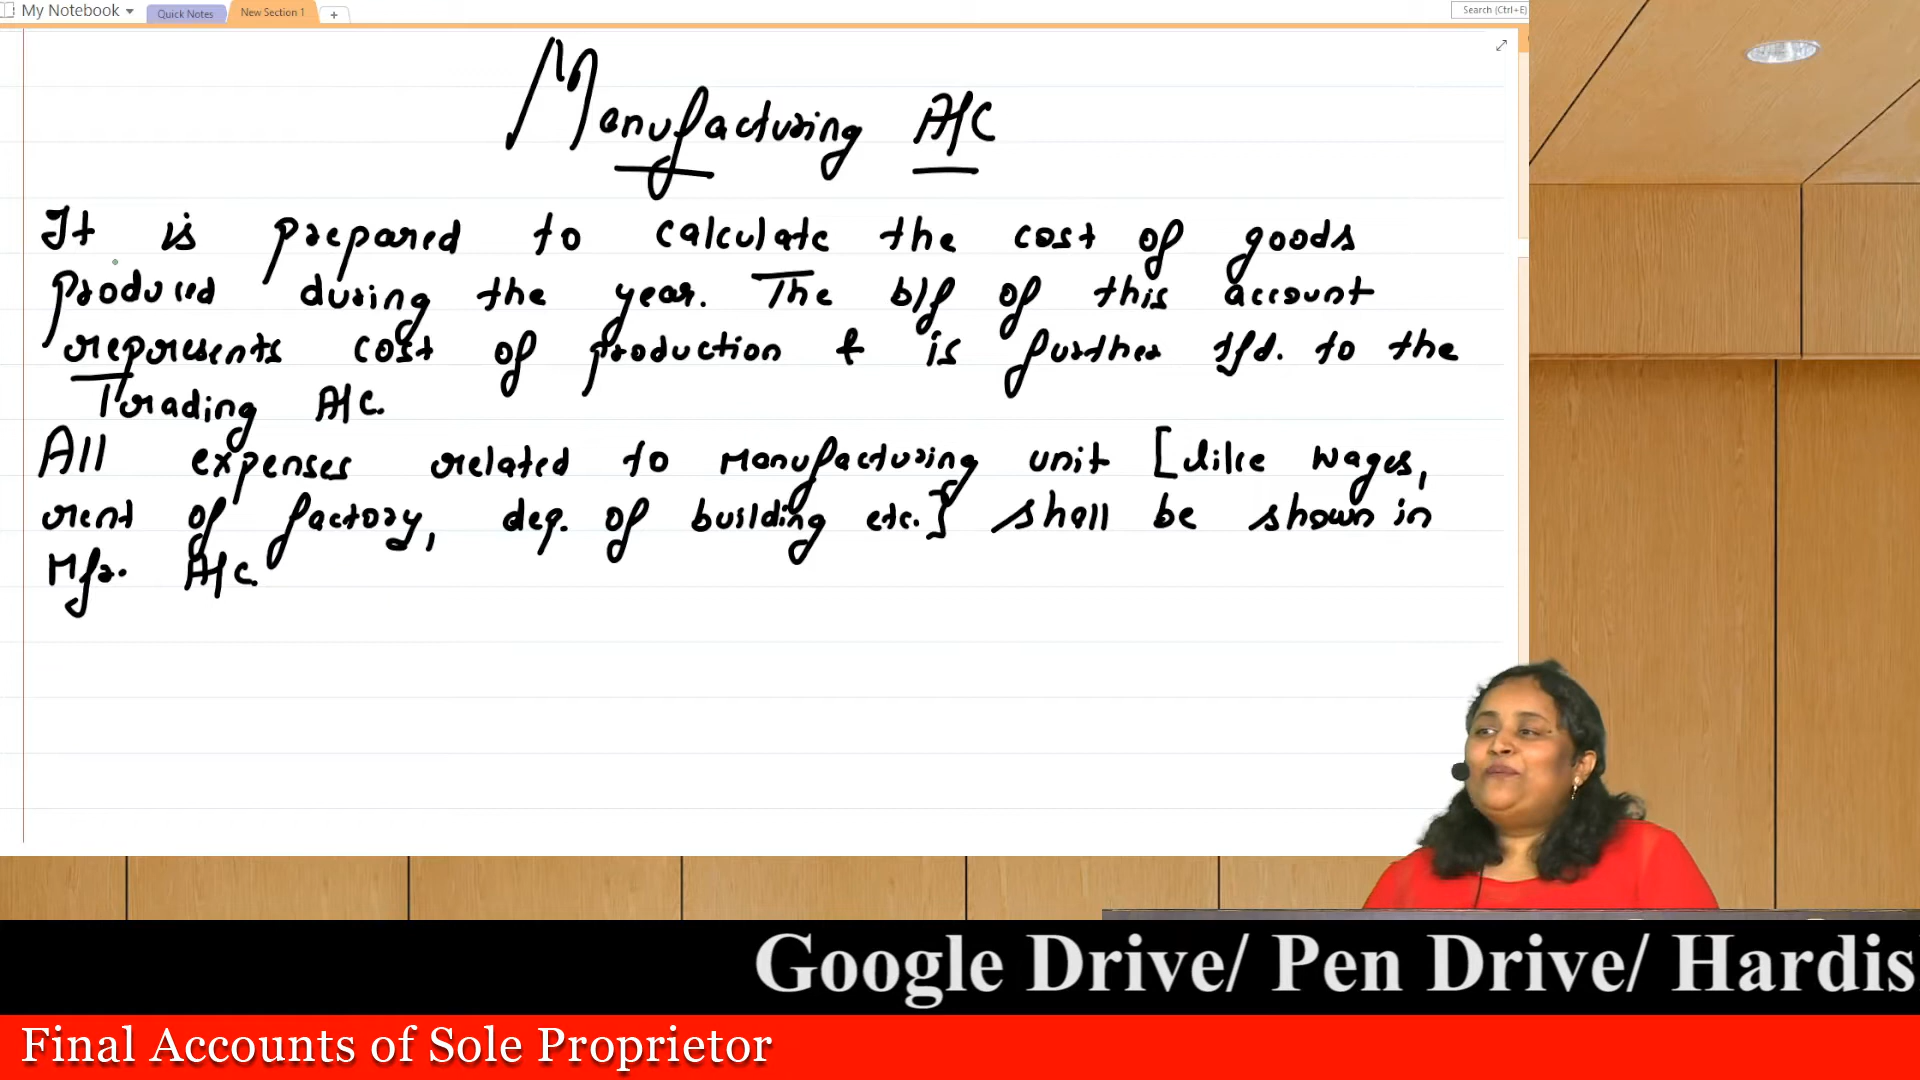 My Notebook
Quick Notes
New Section 1
+
Search (Ctrl+E)
Manufacturing A/C
It is prepared to calculate the cost of goods
produced during the year. The b/f of this account
represents cost of production & is further tfd. to the
Trading A/C.
All expenses related to Manufacturing unit [like wages,
rent of factory, dep. of building etc.] shall be shown in
Mfr. A/C.
Google Drive/ Pen Drive/ Hardis
Final Accounts of Sole Proprietor